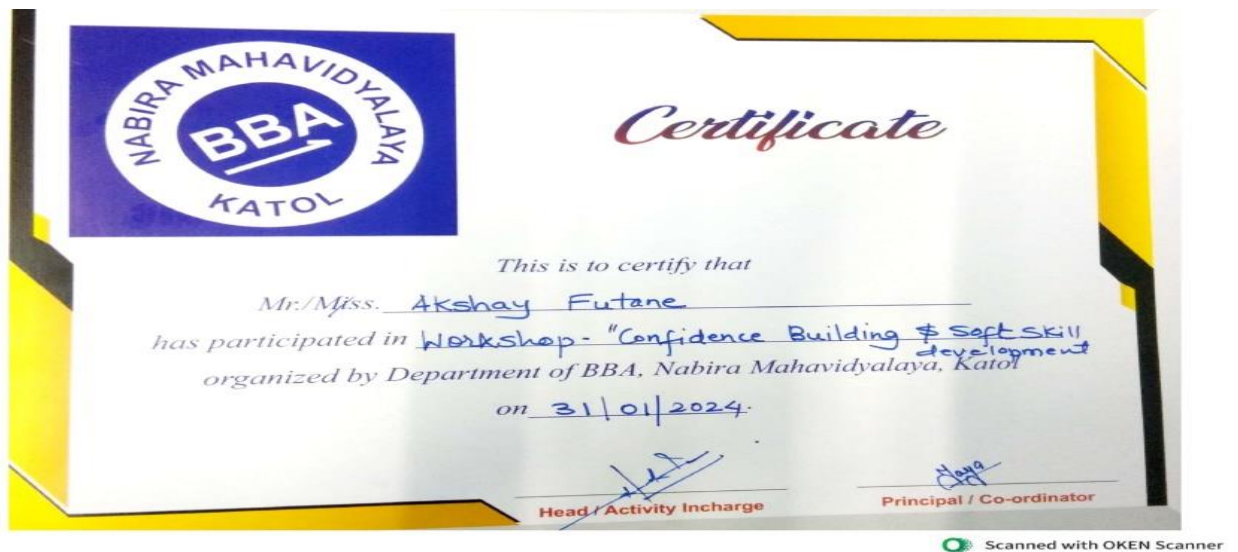 NABIRA MAHAVIDYALAYA
BBA
KATOL
Certificate
This is to certify that
Mr./Miss. Akshay Futane
has participated in Workshop - "Confidence Building & Soft Skill
development
organized by Department of BBA, Nabira Mahavidyalaya, Katol
on 31/01/2024.
Jaya
Head / Activity Incharge
Principal / Co-ordinator
Scanned with OKEN Scanner